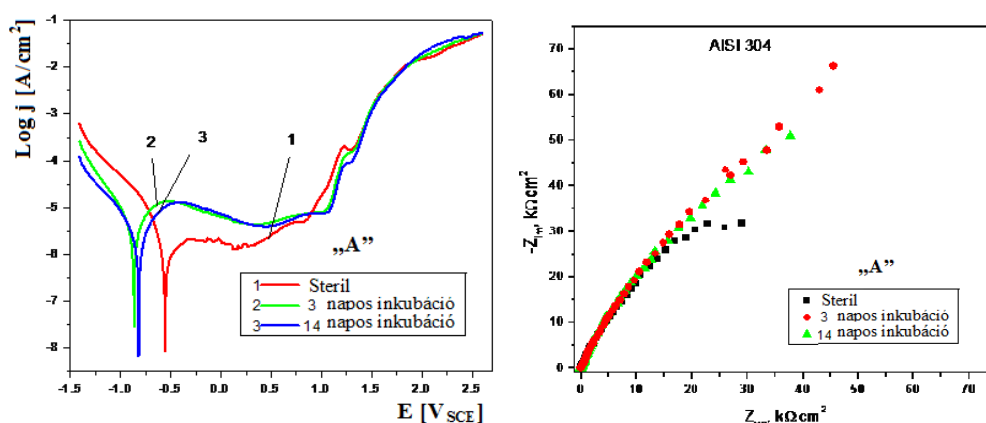 Log j [A/cm²]
-1
-2
-3
-4
-5
-6
-7
-8
2
3
1
„A”
1 Steril
2 3 napos inkubáció
3 14 napos inkubáció
-1.5 -1.0 -0.5 0.0 0.5 1.0 1.5 2.0 2.5
E [V SCE]
AISI 304
-Z Im, kΩcm²
70
60
50
40
30
20
10
0
„A”
Steril
3 napos inkubáció
14 napos inkubáció
0 10 20 30 40 50 60 70
kΩcm²